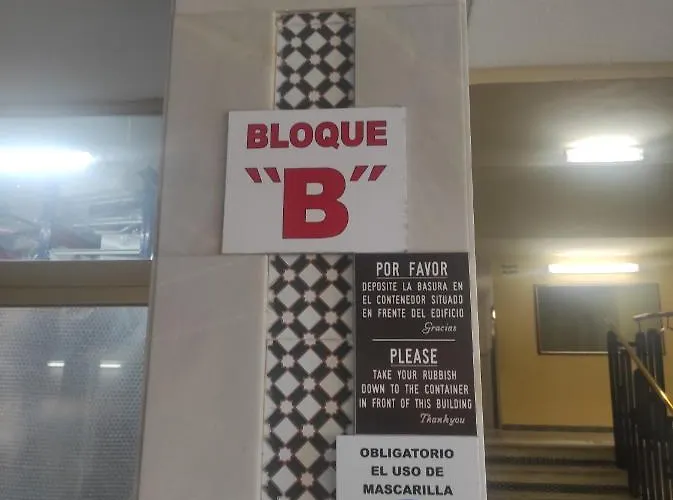 BLOQUE
"B"
POR FAVOR
DEPOSITE LA BASURA EN
EL CONTENEDOR SITUADO
EN FRENTE DEL EDIFICIO
Gracias
PLEASE
TAKE YOUR RUBBISH
DOWN TO THE CONTAINER
IN FRONT OF THIS BUILDING
Thankyou
OBLIGATORIO
EL USO DE
MASCARILLA